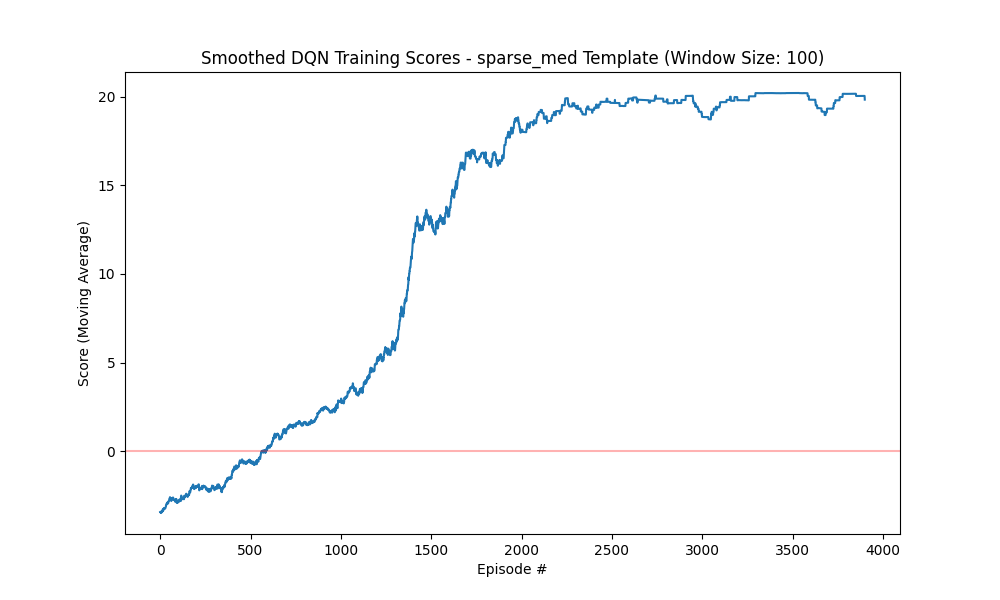 Smoothed DQN Training Scores - sparse_med Template (Window Size: 100)
20
15
10
5
0
Score (Moving Average)
0 500 1000 1500 2000 2500 3000 3500 4000
Episode #